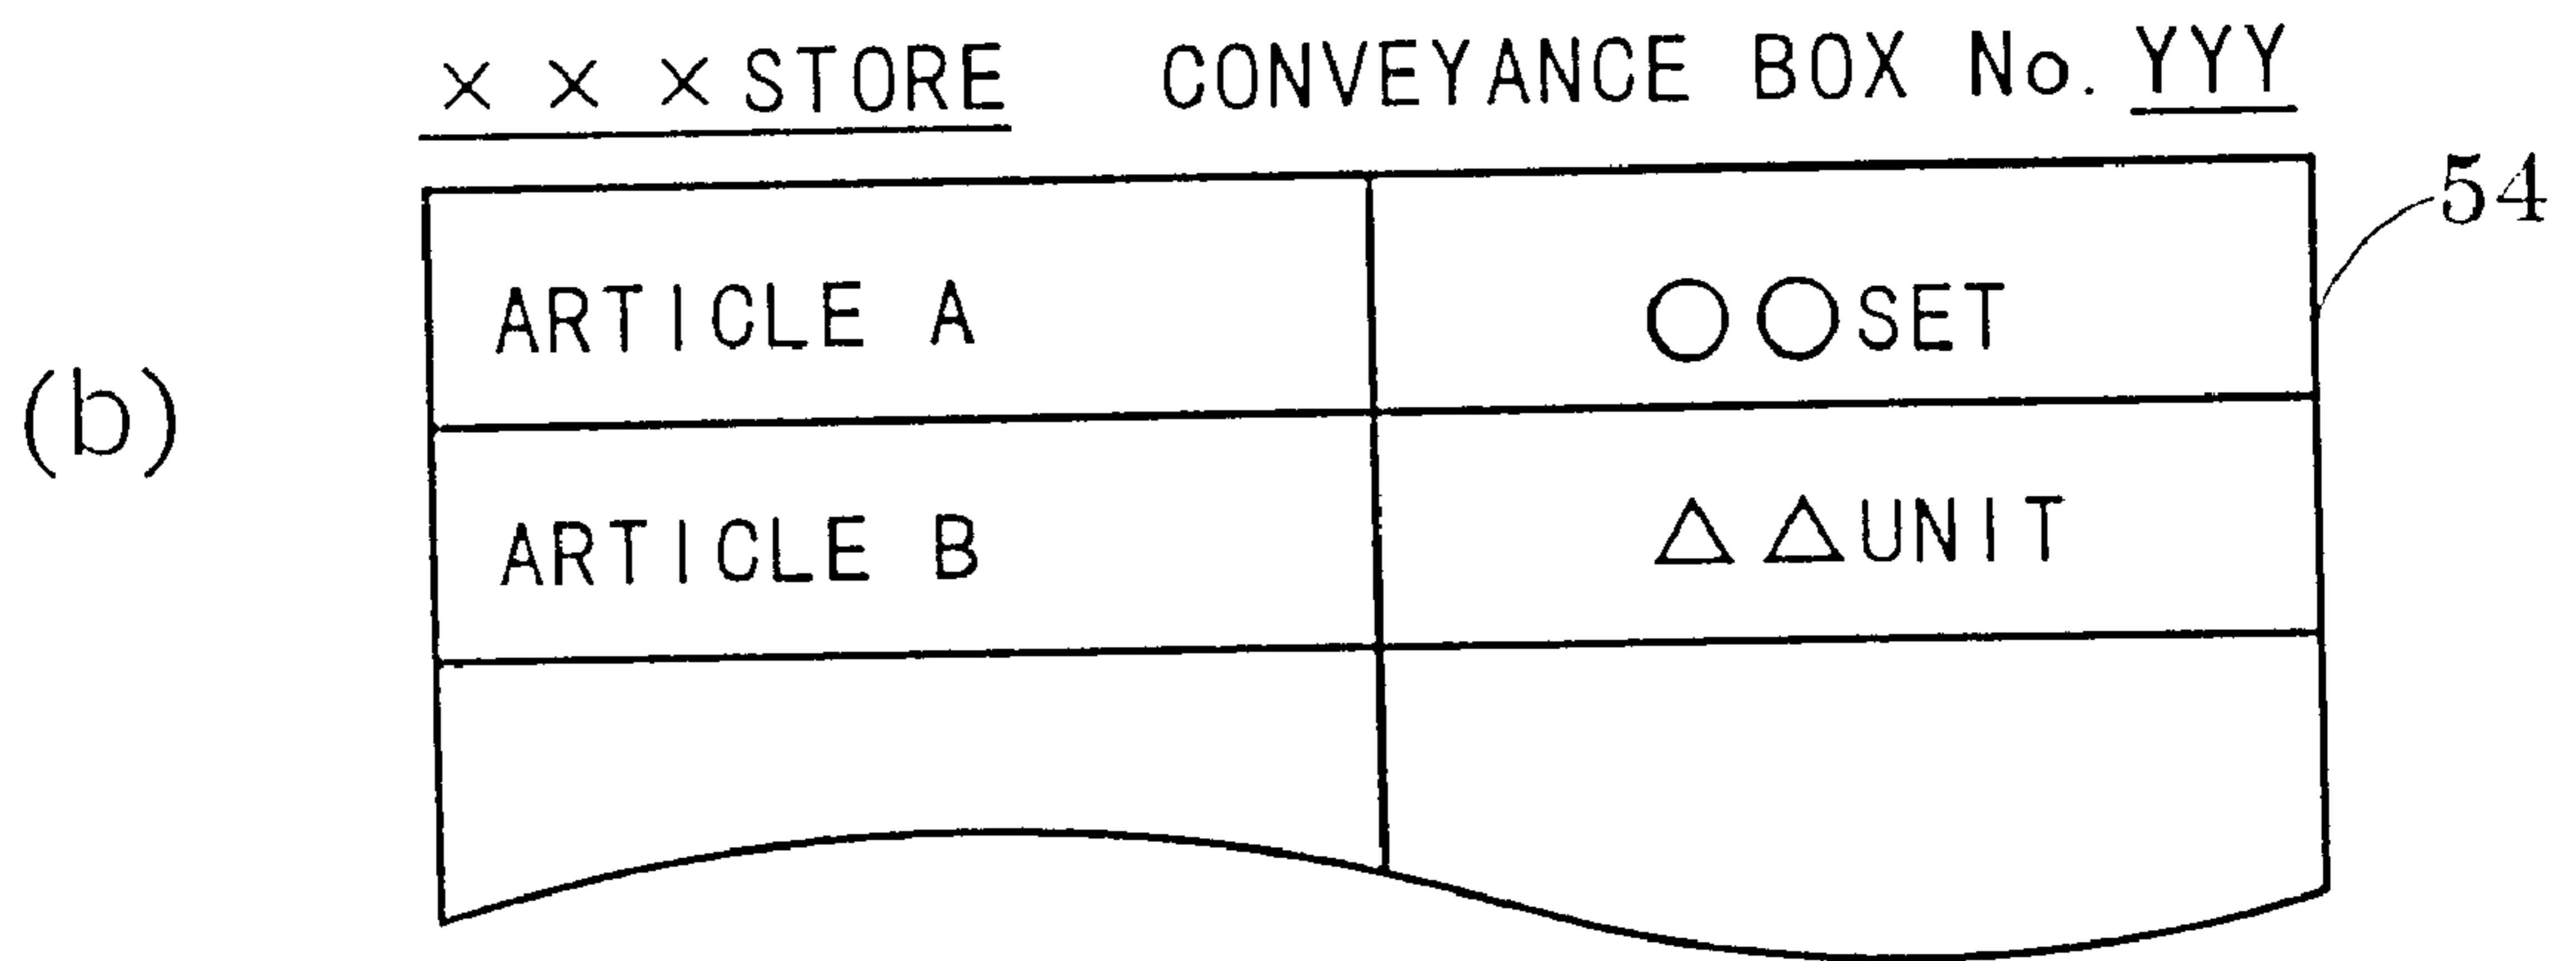 × × × STORE CONVEYANCE BOX No. YYY
54
ARTICLE A ○○SET
(b)
ARTICLE B △△UNIT